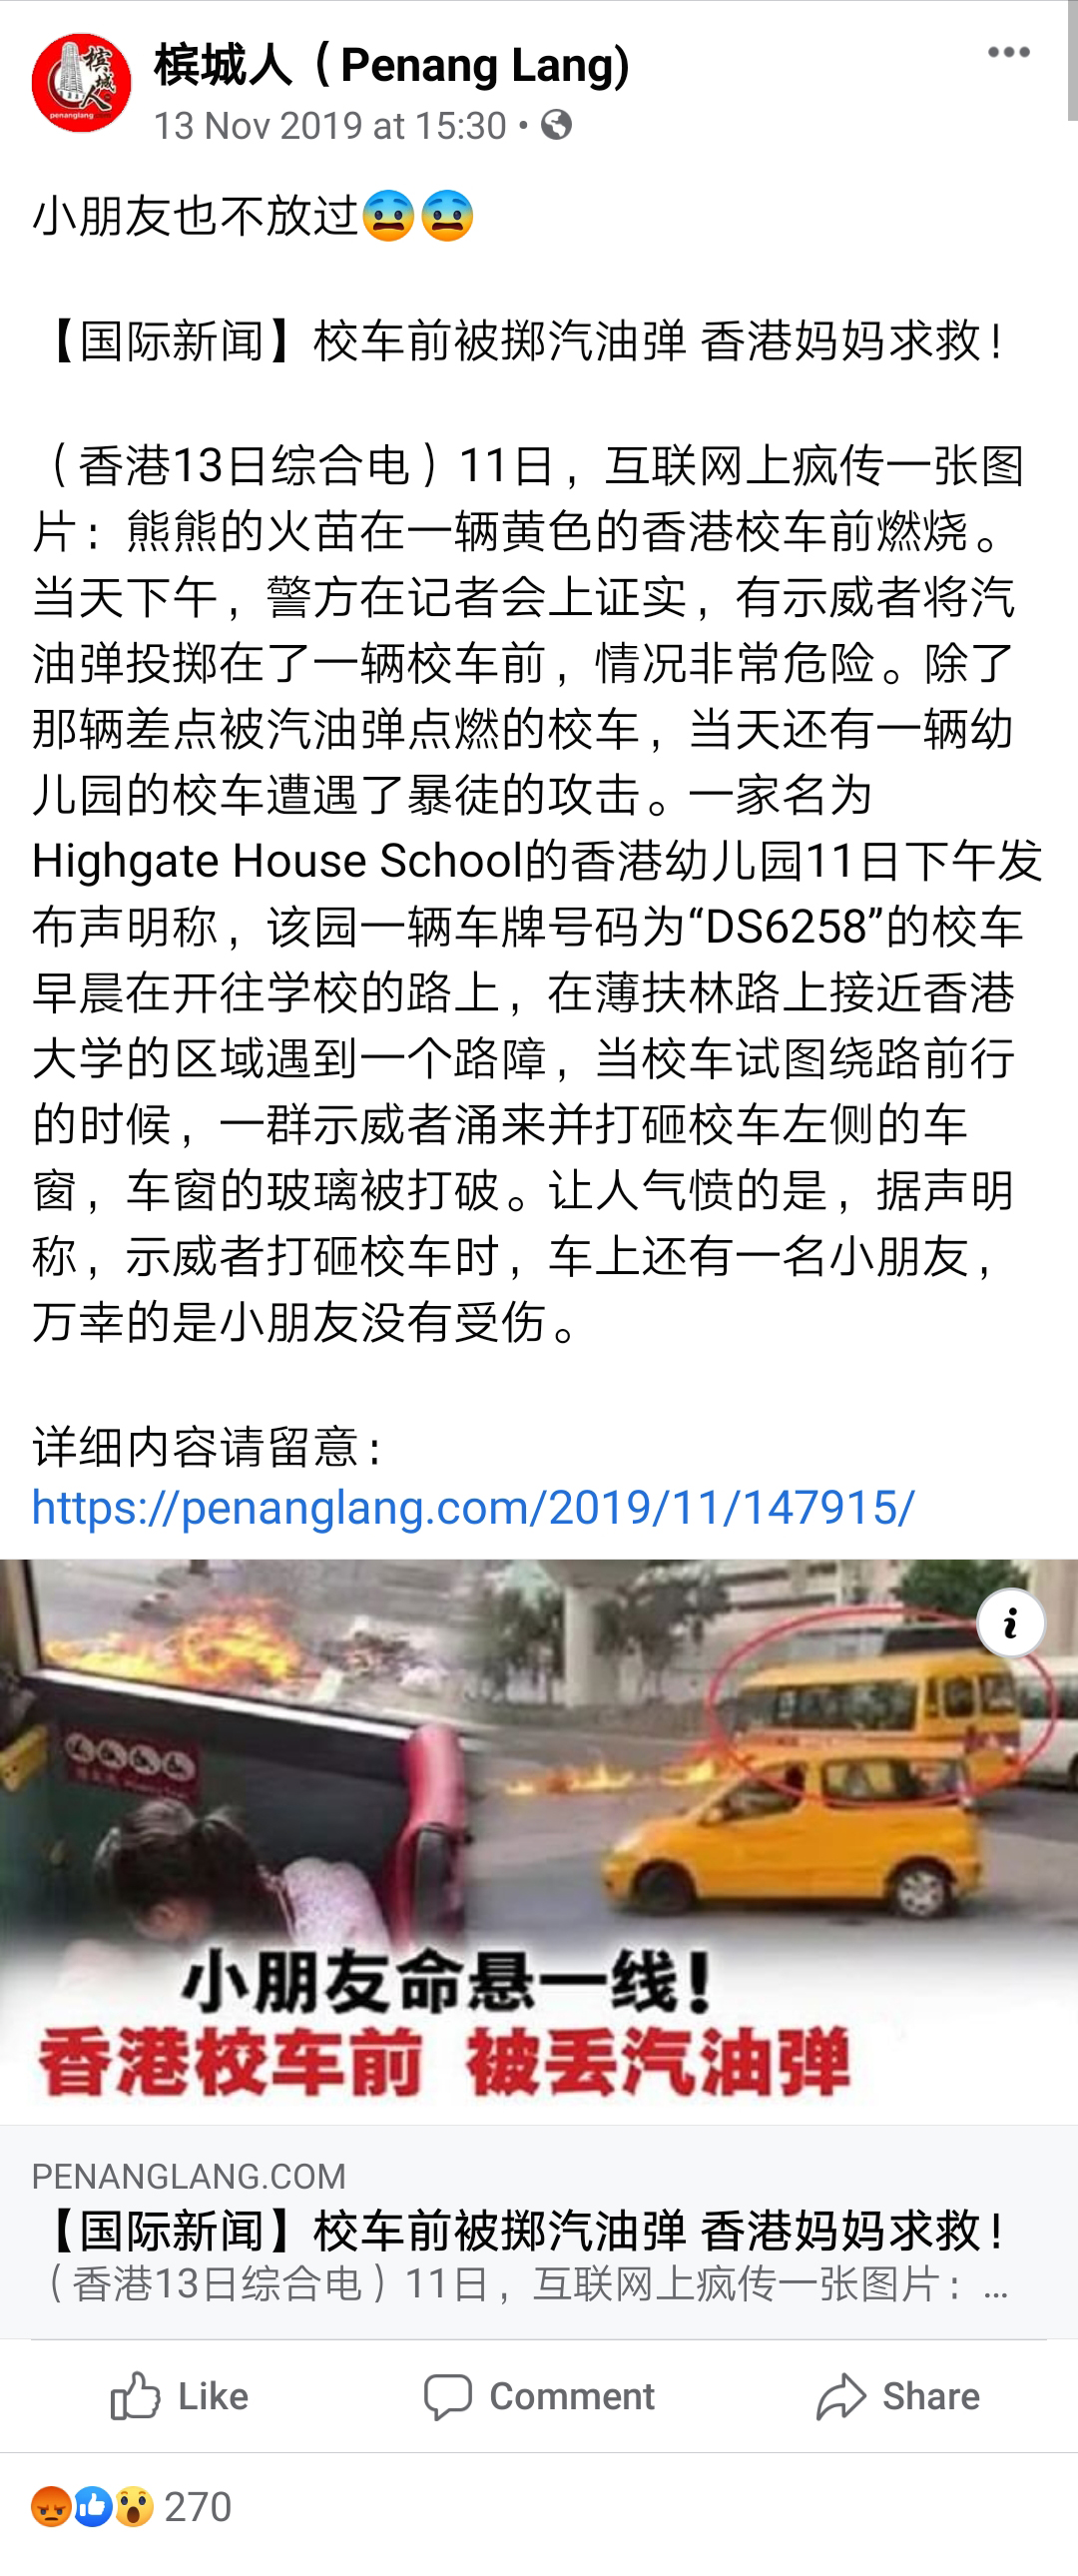 槟城人（Penang Lang)
13 Nov 2019 at 15:30 •
小朋友也不放过😨😨
【国际新闻】校车前被掷汽油弹 香港妈妈求救！
（香港13日综合电）11日，互联网上疯传一张图
片：熊熊的火苗在一辆黄色的香港校车前燃烧。
当天下午，警方在记者会上证实，有示威者将汽
油弹投掷在了一辆校车前，情况非常危险。除了
那辆差点被汽油弹点燃的校车，当天还有一辆幼
儿园的校车遭遇了暴徒的攻击。一家名为
Highgate House School的香港幼儿园11日下午发
布声明称，该园一辆车牌号码为“DS6258”的校车
早晨在开往学校的路上，在薄扶林路上接近香港
大学的区域遇到一个路障，当校车试图绕路前行
的时候，一群示威者涌来并打砸校车左侧的车
窗，车窗的玻璃被打破。让人气愤的是，据声明
称，示威者打砸校车时，车上还有一名小朋友，
万幸的是小朋友没有受伤。
详细内容请留意：
https://penanglang.com/2019/11/147915/
小朋友命悬一线！
香港校车前 被丢汽油弹
PENANGLANG.COM
【国际新闻】校车前被掷汽油弹 香港妈妈求救！
（香港13日综合电）11日，互联网上疯传一张图片：...
Like
Comment
Share
270